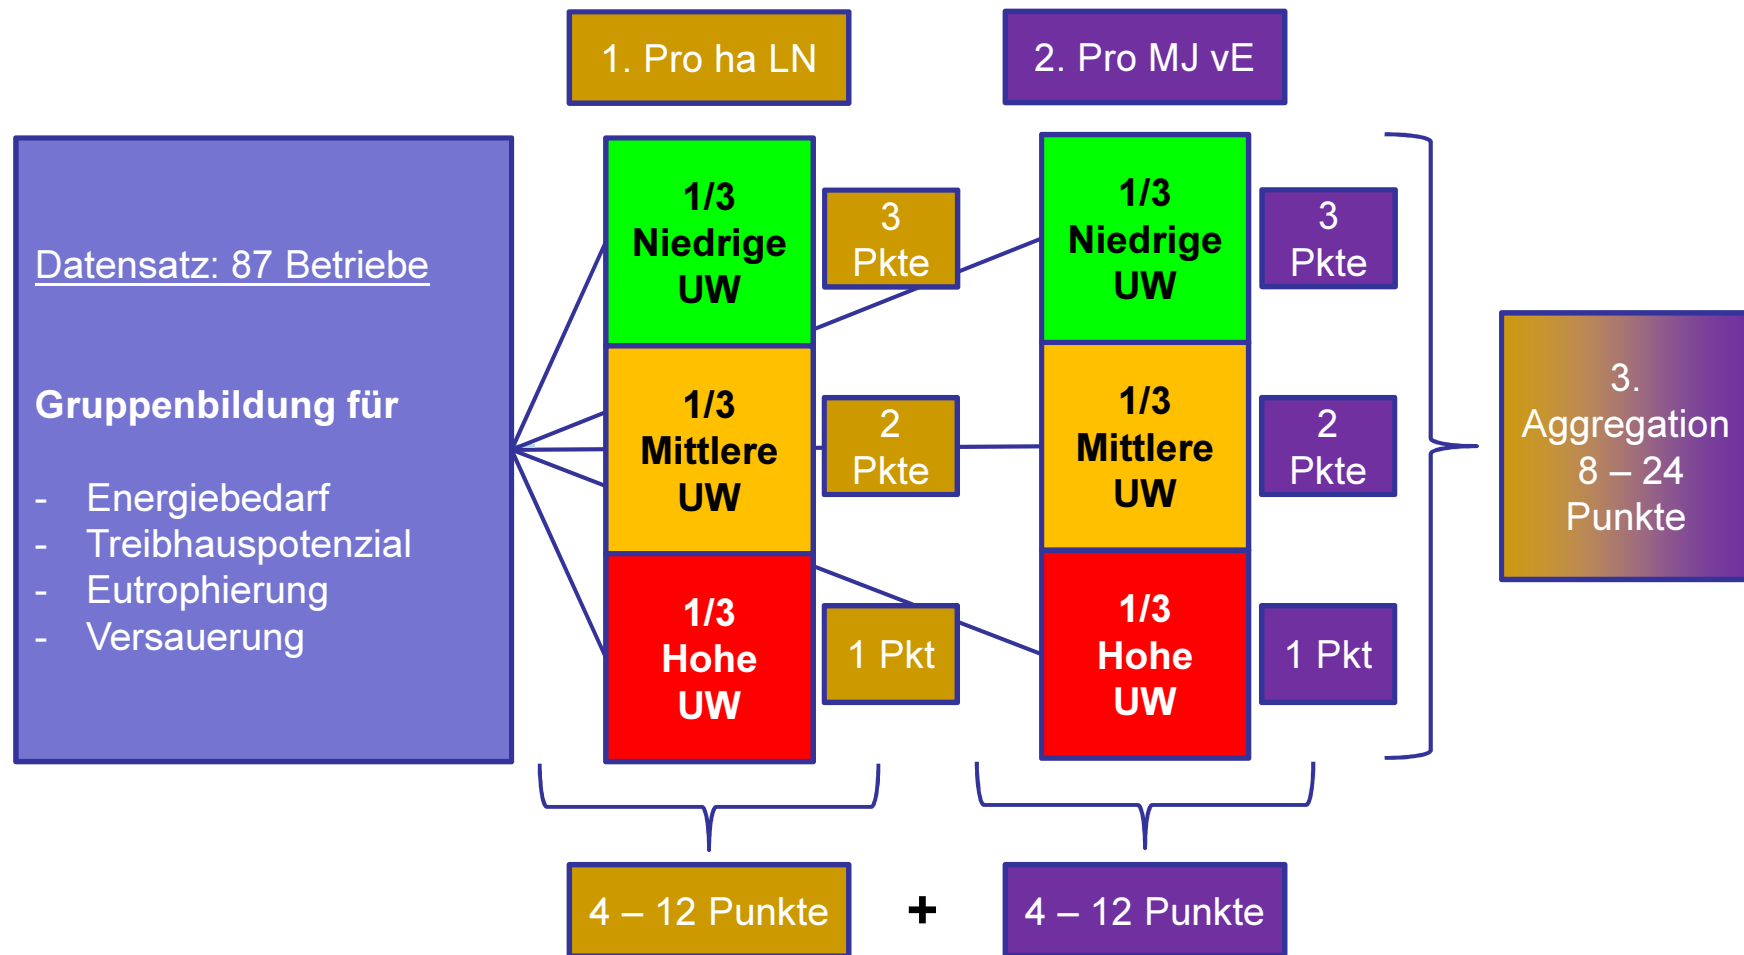 1. Pro ha LN
2. Pro MJ vE
Datensatz: 87 Betriebe
Gruppenbildung für
- Energiebedarf
- Treibhauspotenzial
- Eutrophierung
- Versauerung
1/3
Niedrige
UW
3
Pkte
1/3
Mittlere
UW
2
Pkte
1/3
Hohe
UW
1 Pkt
1/3
Niedrige
UW
3
Pkte
1/3
Mittlere
UW
2
Pkte
1/3
Hohe
UW
1 Pkt
3.
Aggregation
8 – 24
Punkte
4 – 12 Punkte
+
4 – 12 Punkte